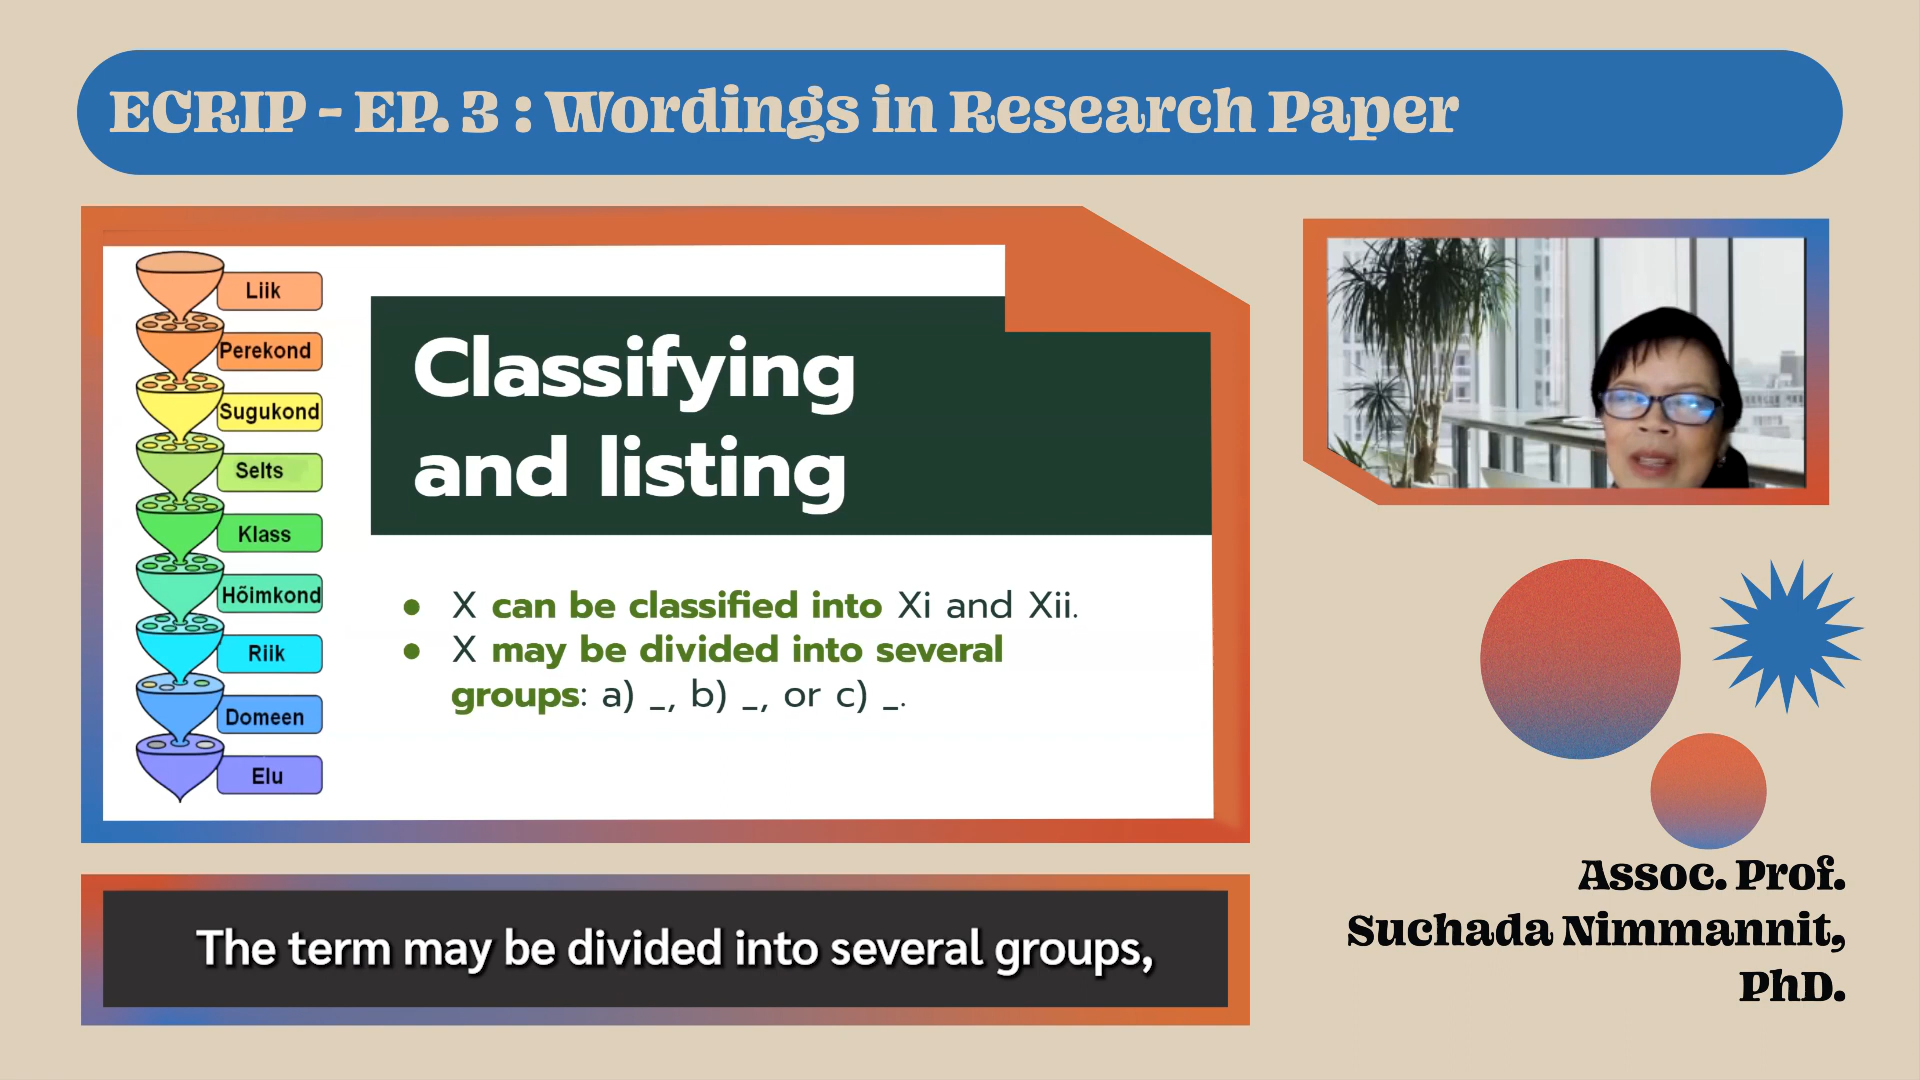 ECRIP - EP. 3 : Wordings in Research Paper
Liik
Perekond
Sugukond
Selts
Klass
Hõimkond
Riik
Domeen
Elu
Classifying
and listing
● X can be classified into Xi and Xii.
● X may be divided into several
groups: a) _, b) _, or c) _.
The term may be divided into several groups,
Assoc. Prof.
Suchada Nimmannit,
PhD.